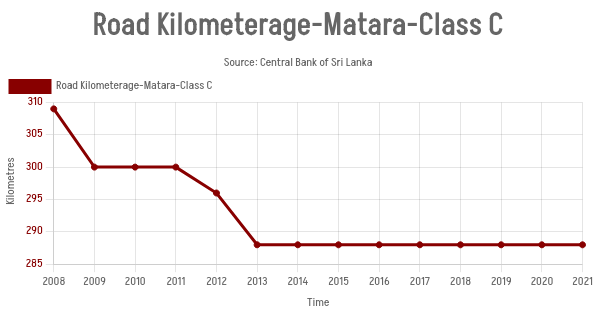 Road Kilometerage-Matara-Class C
Source: Central Bank of Sri Lanka
Road Kilometerage-Matara-Class C
310
305
300
295
290
285
Kilometres
2008 2009 2010 2011 2012 2013 2014 2015 2016 2017 2018 2019 2020 2021
Time